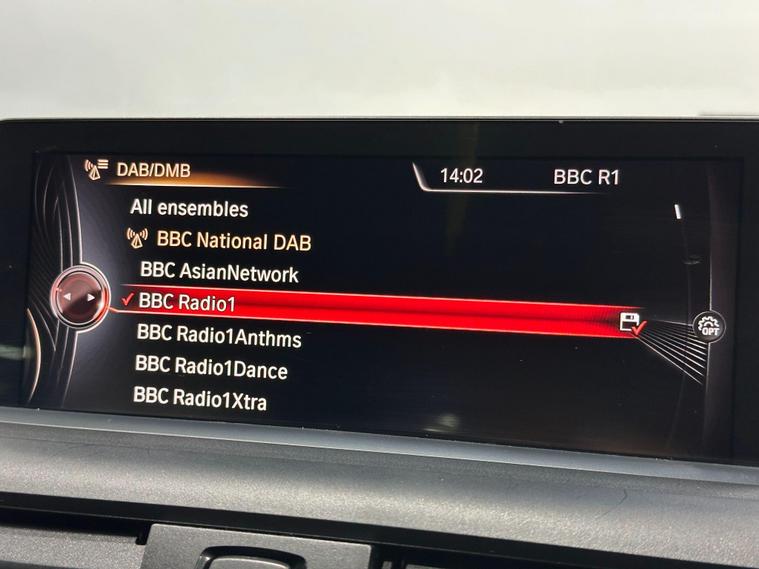 DAB/DMB 14:02 BBC R1
All ensembles
BBC National DAB
BBC AsianNetwork
BBC Radio1
BBC Radio1Anthms
OPT
BBC Radio1Dance
BBC Radio1Xtra